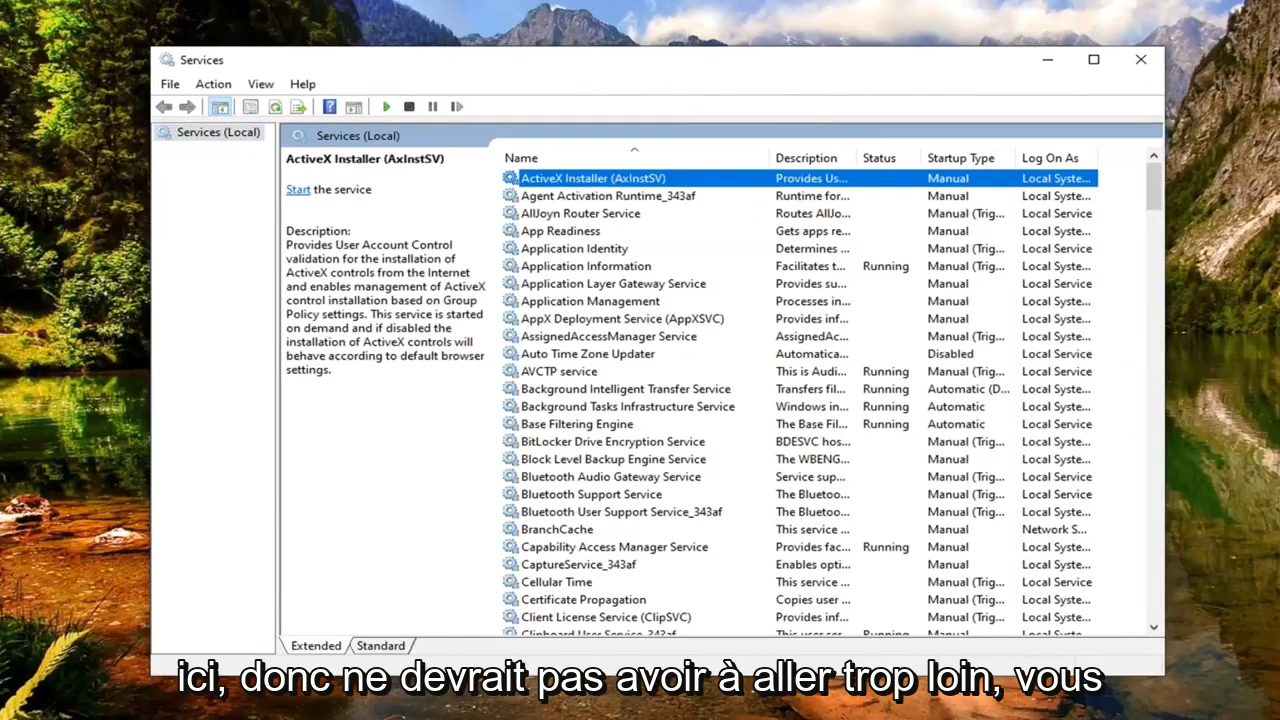 Services
File Action View Help
Services (Local)
Services (Local)
ActiveX Installer (AxInstSV)
Start the service
Description:
Provides User Account Control
validation for the installation of
ActiveX controls from the Internet
and enables management of ActiveX
control installation based on Group
Policy settings. This service is started
on demand and if disabled the
installation of ActiveX controls will
behave according to default browser
settings.
Name Description Status Startup Type Log On As
ActiveX Installer (AxInstSV) Provides Us... Manual Local Syste...
Agent Activation Runtime_343af Runtime for... Manual Local Syste...
AllJoyn Router Service Routes AllJo... Manual (Trig... Local Service
App Readiness Gets apps re... Manual Local Syste...
Application Identity Determines ... Manual (Trig... Local Service
Application Information Facilitates t... Running Manual (Trig... Local Syste...
Application Layer Gateway Service Provides su... Manual Local Service
Application Management Processes in... Manual Local Syste...
AppX Deployment Service (AppXSVC) Provides inf... Manual Local Syste...
AssignedAccessManager Service AssignedAc... Manual (Trig... Local Syste...
Auto Time Zone Updater Automatica... Disabled Local Service
AVCTP service This is Audi... Running Manual (Trig... Local Service
Background Intelligent Transfer Service Transfers fil... Running Automatic (D... Local Syste...
Background Tasks Infrastructure Service Windows in... Running Automatic Local Syste...
Base Filtering Engine The Base Fil... Running Automatic Local Service
BitLocker Drive Encryption Service BDESVC hos... Manual (Trig... Local Syste...
Block Level Backup Engine Service The WBENG... Manual Local Syste...
Bluetooth Audio Gateway Service Service sup... Manual (Trig... Local Service
Bluetooth Support Service The Bluetoo... Manual (Trig... Local Service
Bluetooth User Support Service_343af The Bluetoo... Manual (Trig... Local Syste...
BranchCache This service ... Manual Network S...
Capability Access Manager Service Provides fac... Running Manual Local Syste...
CaptureService_343af Enables opti... Manual Local Syste...
Cellular Time This service ... Manual (Trig... Local Service
Certificate Propagation Copies user ... Manual (Trig... Local Syste...
Client License Service (ClipSVC) Provides inf... Manual (Trig... Local Syste...
Clipboard User Service_343af This user ser... Running Manual Local Syste...
Extended Standard
ici, donc ne devrait pas avoir à aller trop loin, vous